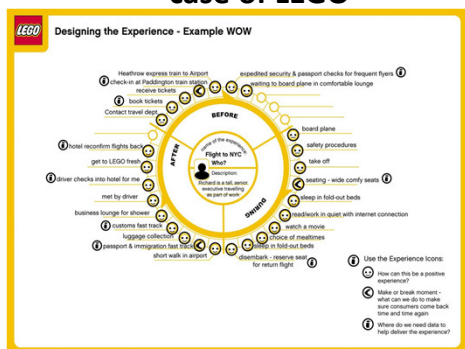 case of LEGO
LEGO
Designing the Experience - Example WOW
Heathrow express train to Airport
check-in at Paddington train station
receive tickets
book tickets
Contact travel dept.
expedited security & passport checks for frequent flyers
waiting to board plane in comfortable lounge
board plane
safety procedures
take off
seating - wide comfy seats
sleep in fold-out beds
read/work in quiet with internet connection
watch a movie
choice of mealtimes
sleep in fold-out beds
disembark - reserve seat
for return flight
short walk in airport
passport & immigration fast track
luggage collection
customs fast track
business lounge for shower
met by driver
driver checks into hotel for me
get to LEGO fresh
hotel reconfirm flights back
BEFORE
DURING
AFTER
name of the experience
Flight to NYC
Who?
Description:
Richard is a tall, senior,
executive travelling
as part of work
Use the Experience Icons:
How can this be a positive
experience?
Make or break moment -
what can we do to make
sure consumers come back
time and time again
Where do we need data to
help deliver the experience?